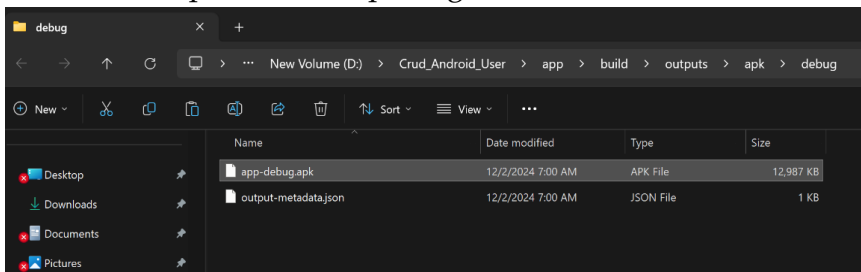 debug
New Volume (D:) > Crud_Android_User > app > build > outputs > apk > debug
New Sort View
Name Date modified Type Size
Desktop
Downloads
Documents
Pictures
app-debug.apk 12/2/2024 7:00 AM APK File 12,987 KB
output-metadata.json 12/2/2024 7:00 AM JSON File 1 KB